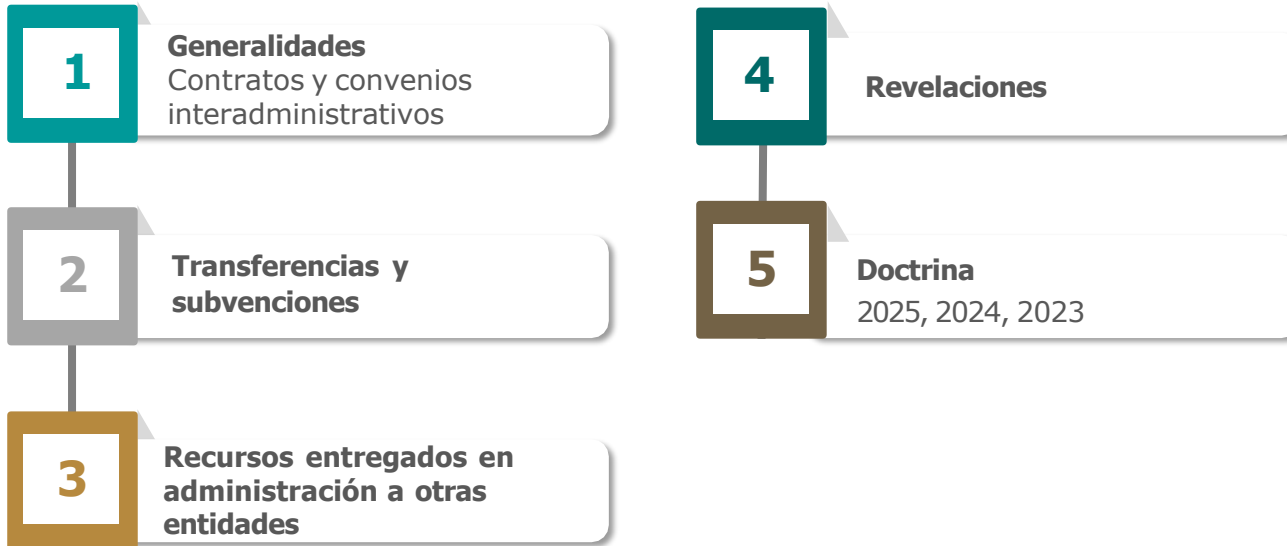 1
Generalidades
Contratos y convenios
interadministrativos
2
Transferencias y
subvenciones
3
Recursos entregados en
administración a otras
entidades
4
Revelaciones
5
Doctrina
2025, 2024, 2023